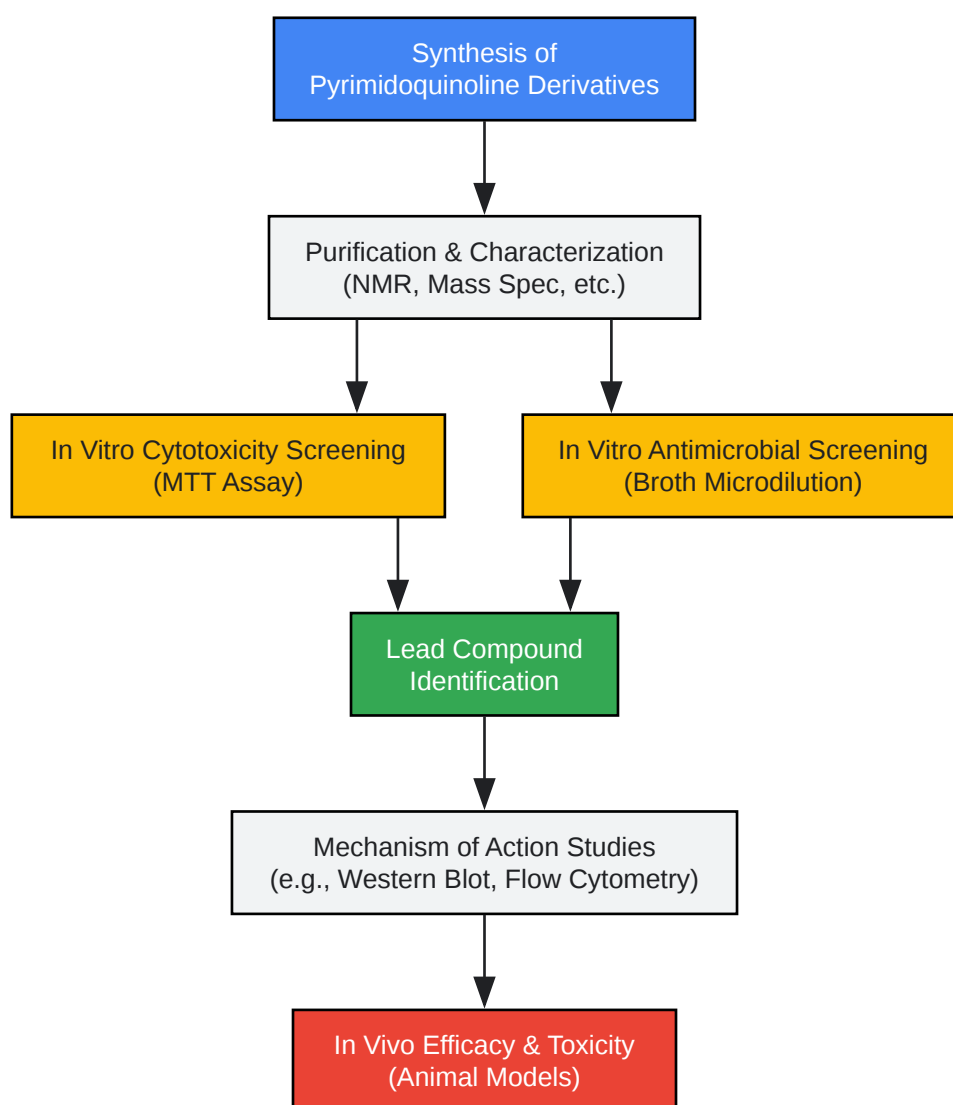 Synthesis of
Pyrimidoquinoline Derivatives
Purification & Characterization
(NMR, Mass Spec, etc.)
In Vitro Cytotoxicity Screening
(MTT Assay)
In Vitro Antimicrobial Screening
(Broth Microdilution)
Lead Compound
Identification
Mechanism of Action Studies
(e.g., Western Blot, Flow Cytometry)
In Vivo Efficacy & Toxicity
(Animal Models)